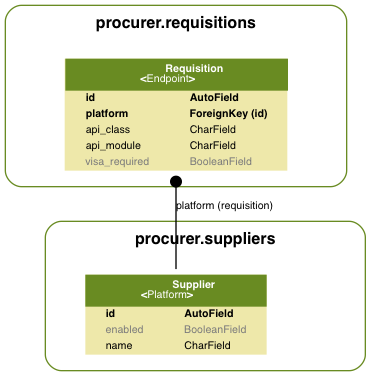 procurer.requisitions
Requisition
<Endpoint>
id AutoField
platform ForeignKey (id)
api_class CharField
api_module CharField
visa_required BooleanField
platform (requisition)
procurer.suppliers
Supplier
<Platform>
id AutoField
enabled BooleanField
name CharField